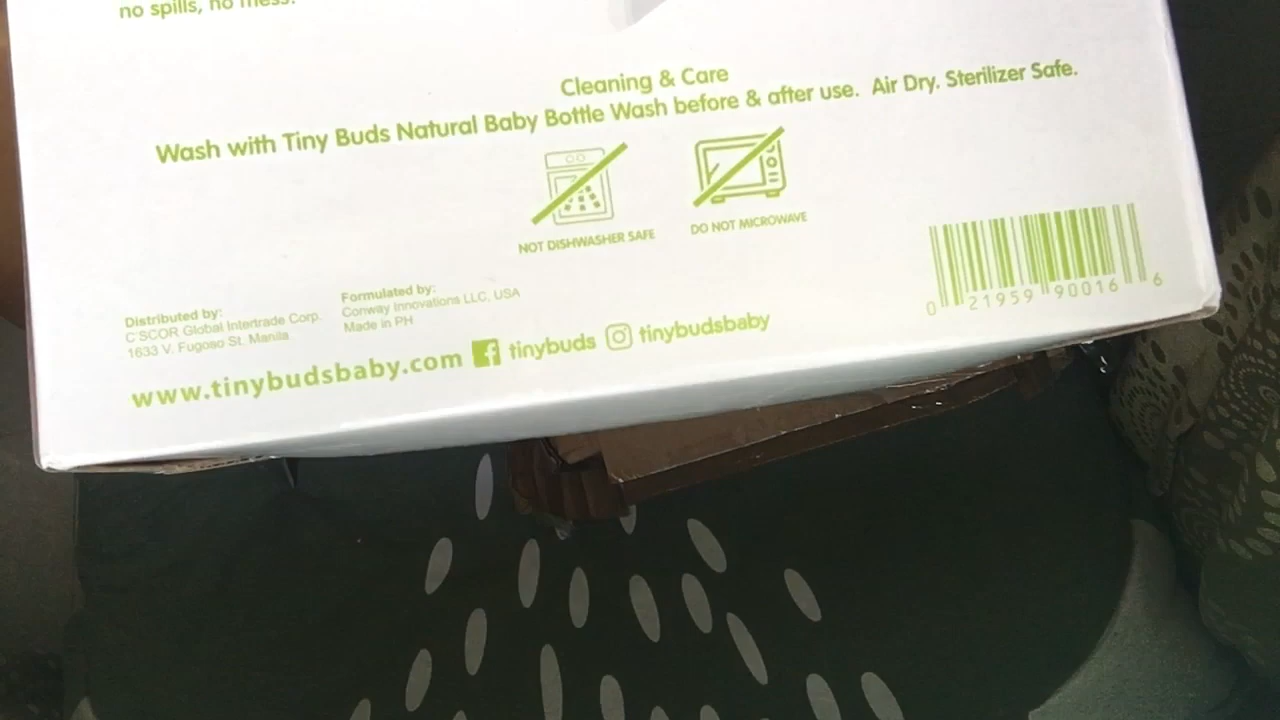 no spills, no mess.
Cleaning & Care
Wash with Tiny Buds Natural Baby Bottle Wash before & after use. Air Dry. Sterilizer Safe.
NOT DISHWASHER SAFE
DO NOT MICROWAVE
Distributed by:
C'SCOR Global Intertrade Corp.
1633 V. Fugoso St. Manila
Formulated by:
Conway Innovations LLC, USA
Made in PH
www.tinybudsbaby.com f tinybuds tinybudsbaby
0 21959 90016 6